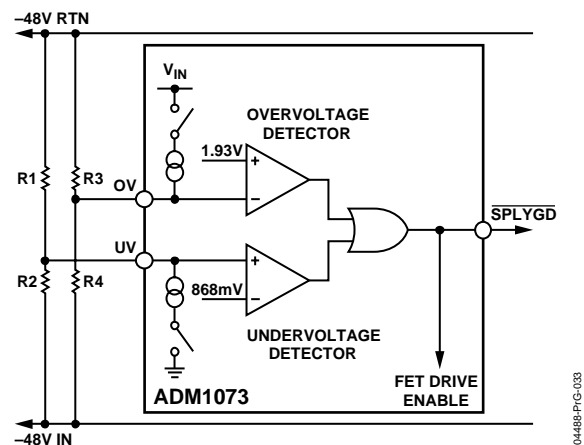 –48V RTN
VIN
OVERVOLTAGE
DETECTOR
1.93V
+
–
R1
R3
OV
SPLYGD
UV
+
R2
R4
868mV
–
UNDERVOLTAGE
DETECTOR
FET DRIVE
ENABLE
ADM1073
–48V IN
04488-PrG-033